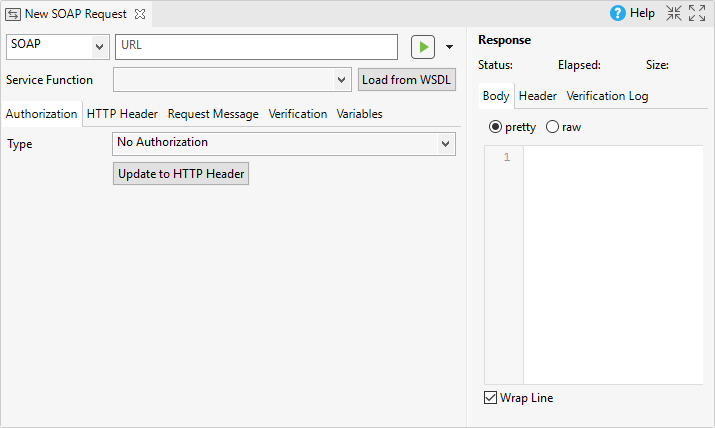 New SOAP Request
Help
SOAP
URL
Service Function
Load from WSDL
Authorization HTTP Header Request Message Verification Variables
Type
No Authorization
Update to HTTP Header
Response
Status: Elapsed: Size:
Body Header Verification Log
pretty raw
1
Wrap Line